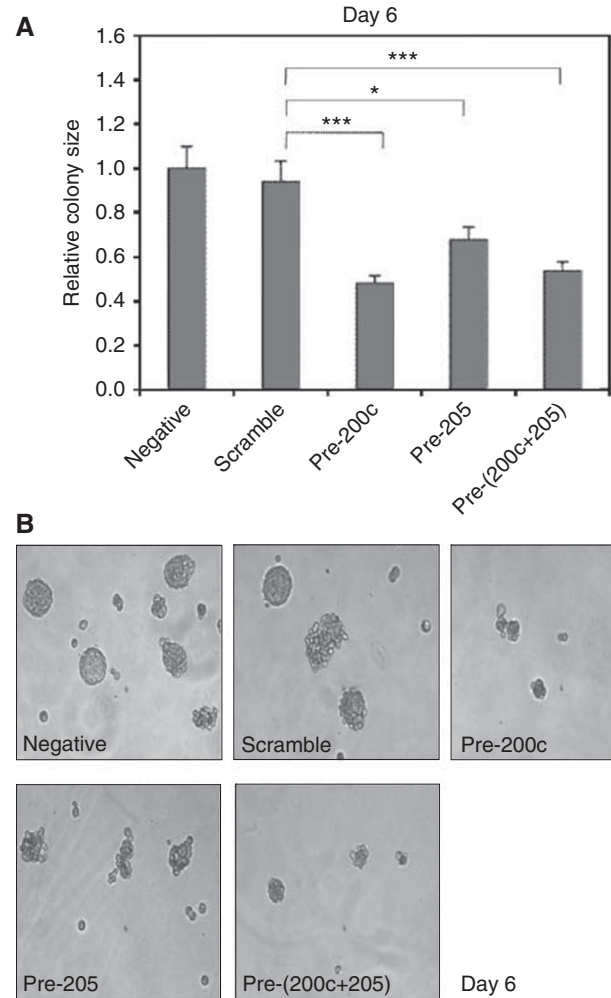 A
Day 6
Relative colony size
1.6
1.4
1.2
1.0
0.8
0.6
0.4
0.2
0.0
***
*
***
Negative
Scramble
Pre-200c
Pre-205
Pre-(200c+205)
B
Negative
Scramble
Pre-200c
Pre-205
Pre-(200c+205)
Day 6